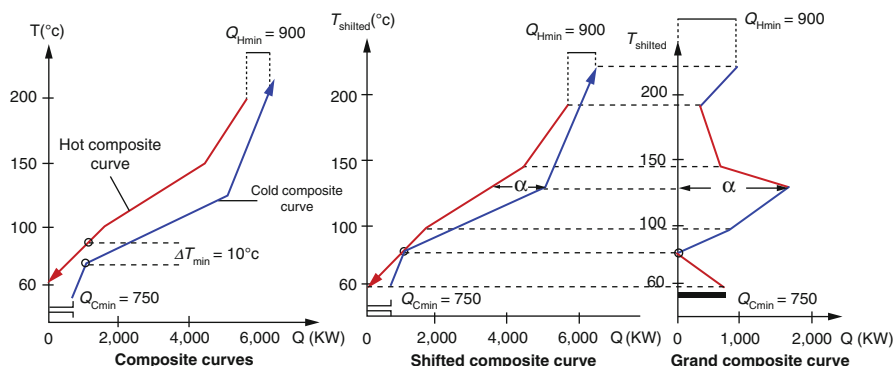 T(°c)
Q_Hmin = 900
200
150
100
60
Hot composite
curve
Cold composite
curve
ΔT_min = 10°c
Q_Cmin = 750
0
2,000
4,000
6,000
Q (KW)
Composite curves
T_shilted(°c)
Q_Hmin = 900
200
150
100
60
α
Q_Cmin = 750
0
2,000
4,000
6,000
Q (KW)
Shifted composite curve
Q_Hmin = 900
T_shilted
200
150
100
60
α
Q_Cmin = 750
0
1,000
2,000
Q (KW)
Grand composite curve